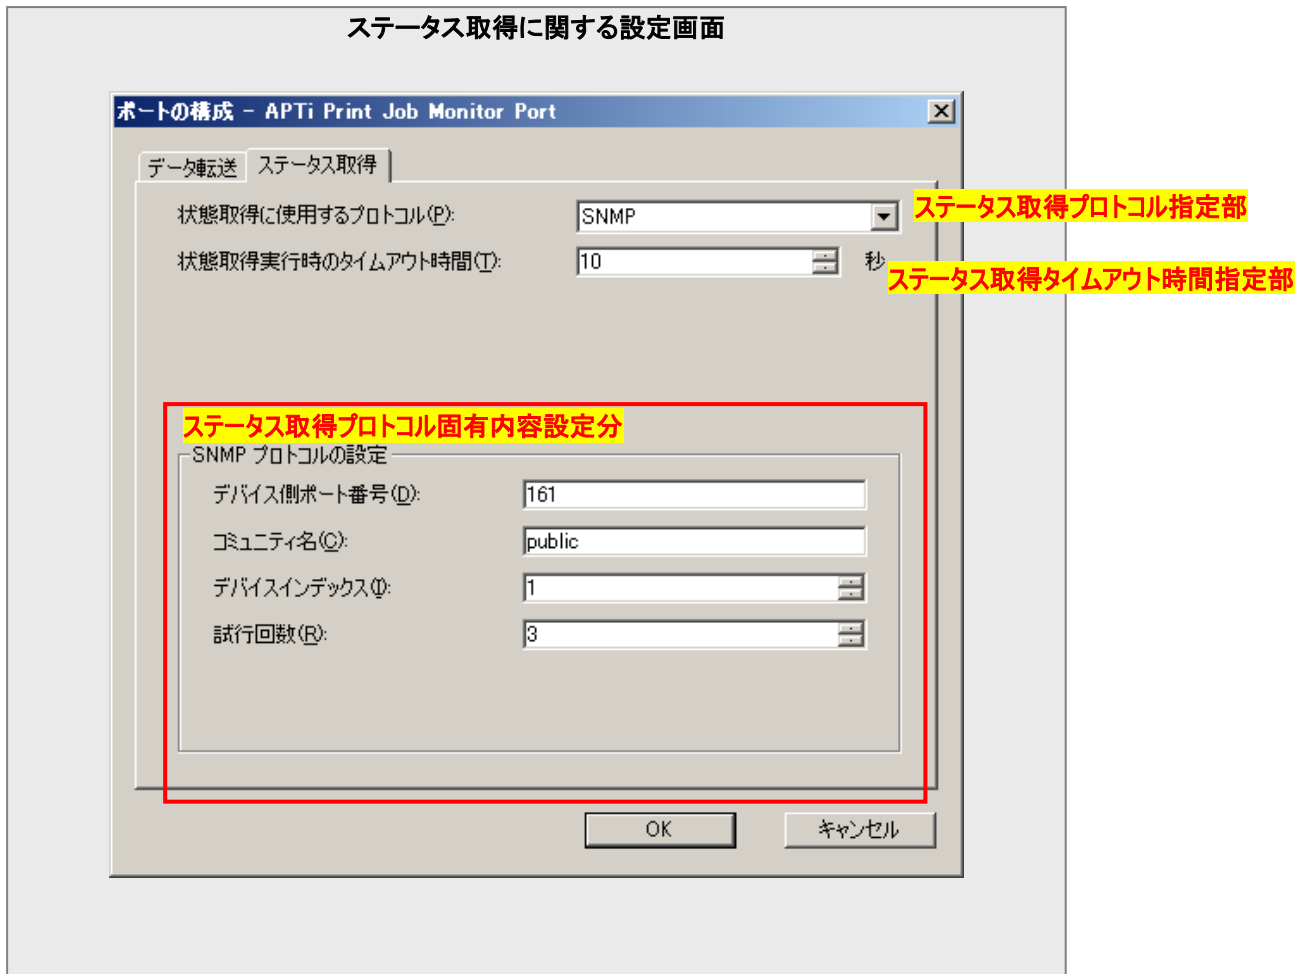 ステータス取得に関する設定画面
ポートの構成 - APTi Print Job Monitor Port
データ転送 ステータス取得
状態取得に使用するプロトコル(P): SNMP ステータス取得プロトコル指定部
状態取得実行時のタイムアウト時間(T): 10 秒
ステータス取得タイムアウト時間指定部
ステータス取得プロトコル固有内容設定分
SNMP プロトコルの設定
デバイス側ポート番号(D): 161
コミュニティ名(C): public
デバイスインデックス(I): 1
試行回数(R): 3
OK キャンセル